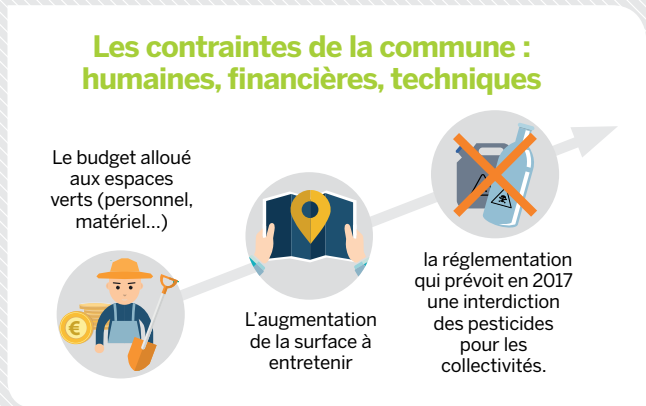 Les contraintes de la commune :
humaines, financières, techniques
Le budget alloué
aux espaces
verts (personnel,
matériel...)
€
L’augmentation
de la surface à
entretenir
la réglementation
qui prévoit en 2017
une interdiction
des pesticides
pour les
collectivités.